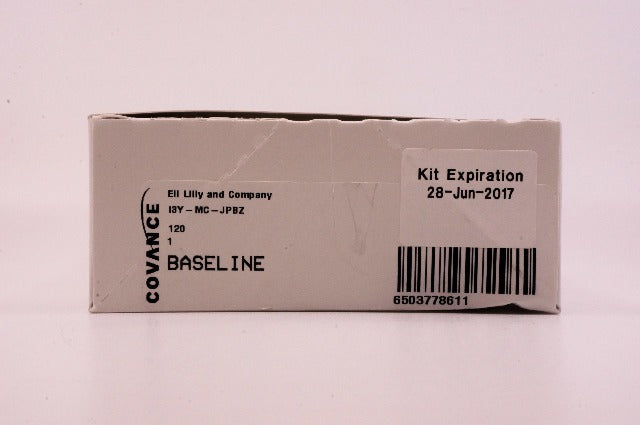 COVANCE
Eli Lilly and Company
I3Y-MC-JPBZ
120
1
BASELINE
Kit Expiration
28-Jun-2017
6503778611